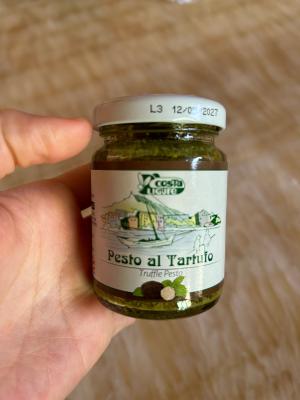 L3 12/0 /2027
Costa
Ligure
Pesto al Tartufo
Truffle Pesto